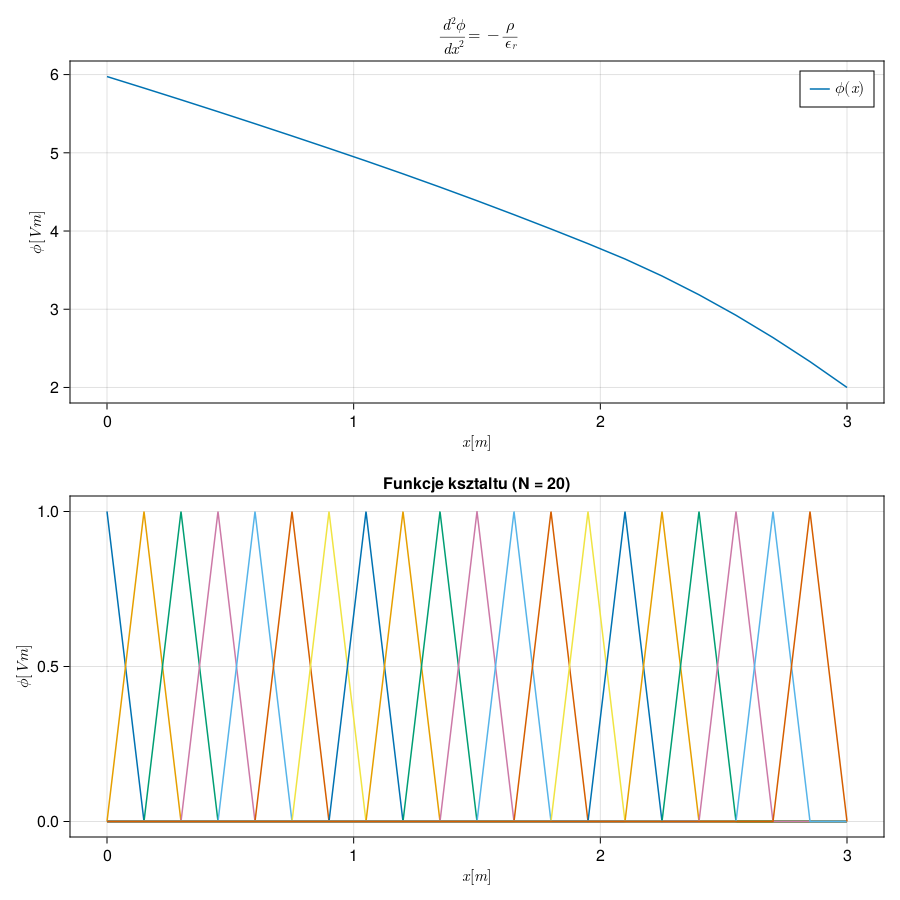 d²ϕ/dx² = −ρ/ϵᵣ
6
5
4
3
2
ϕ[Vm]
ϕ(x)
0 1 2 3
x[m]
Funkcje kształtu (N = 20)
1.0
0.5
0.0
ϕ[Vm]
0 1 2 3
x[m]